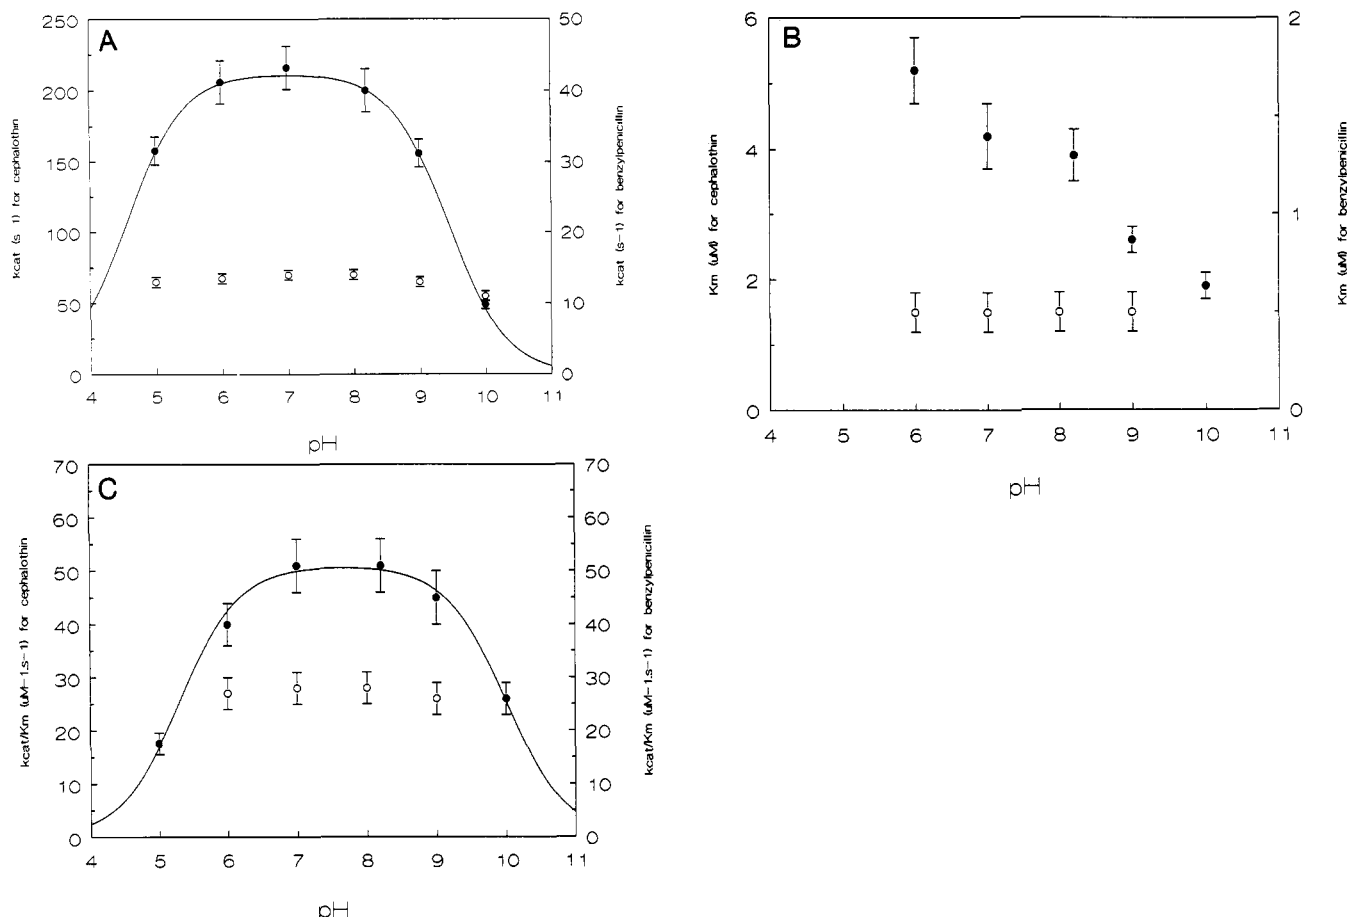 A
250
200
150
100
50
0
kcat (s 1) for cephalothin
50
40
30
20
10
0
kcat (s-1) for benzylpenicillin
4 5 6 7 8 9 10 11
pH
B
6
4
2
0
Km (uM) for cephalothin
2
1
0
Km (uM) for benzylpenicillin
4 5 6 7 8 9 10 11
pH
C
70
60
50
40
30
20
10
0
kcat/Km (uM-1.s-1) for cephalothin
70
60
50
40
30
20
10
0
kcat/Km (uM-1.s-1) for benzylpenicillin
4 5 6 7 8 9 10 11
pH